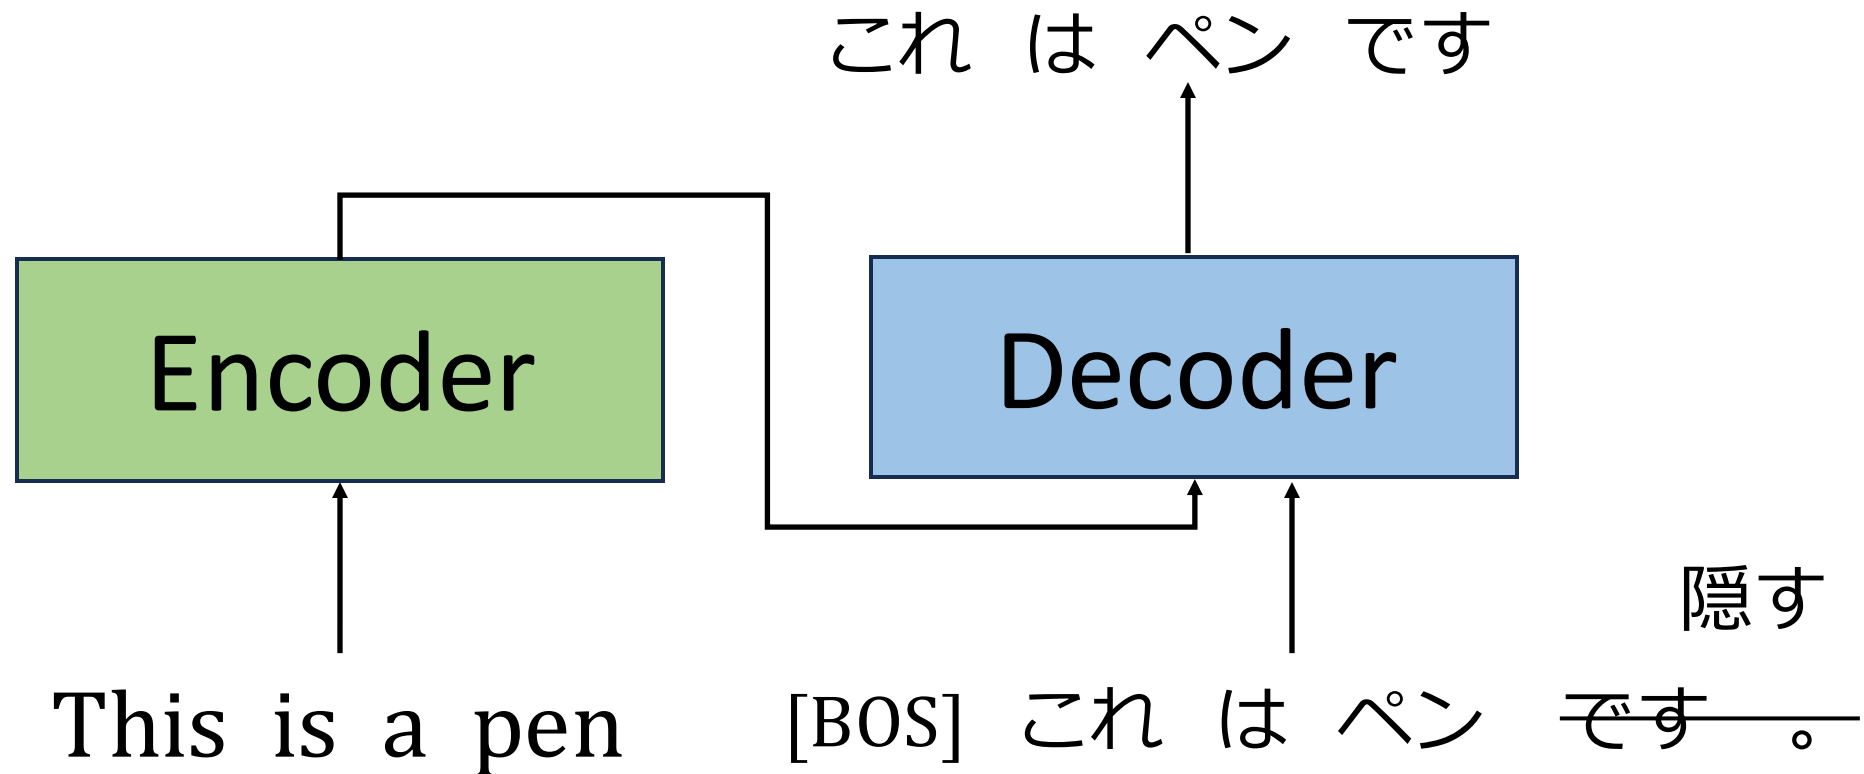 これ は ペン です
Encoder
Decoder
隠す
This is a pen
[BOS] これ は ペン です 。